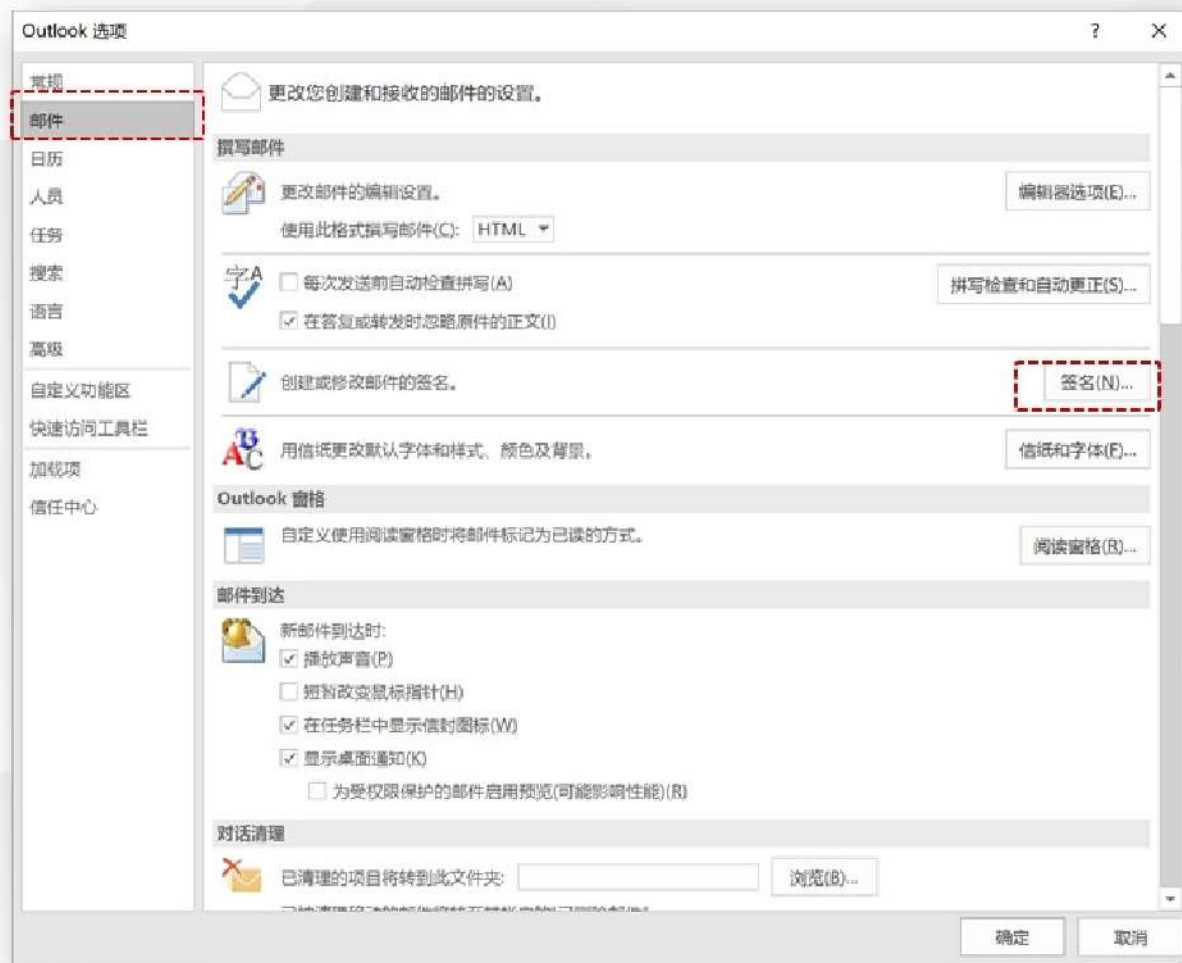 Outlook 选项
?
常规
邮件
日历
人员
任务
搜索
语言
高级
自定义功能区
快速访问工具栏
加载项
信任中心
更改您创建和接收的邮件的设置。
撰写邮件
更改邮件的编辑设置。
编辑器选项(E)...
使用此格式撰写邮件(C): HTML
字A
每次发送前自动检查拼写(A)
拼写检查和自动更正(S)...
在答复或转发时忽略原件的正文(I)
创建或修改邮件的签名。
签名(N)...
ABC
用信纸更改默认字体和样式、颜色及背景。
信纸和字体(F)...
Outlook 窗格
自定义使用阅读窗格时将邮件标记为已读的方式。
阅读窗格(R)...
邮件到达
新邮件到达时:
播放声音(P)
短暂改变鼠标指针(H)
在任务栏中显示信封图标(W)
显示桌面通知(K)
为受权限保护的邮件启用预览(可能影响性能)(R)
对话清理
已清理的项目将转到此文件夹:
浏览(B)...
确定
取消